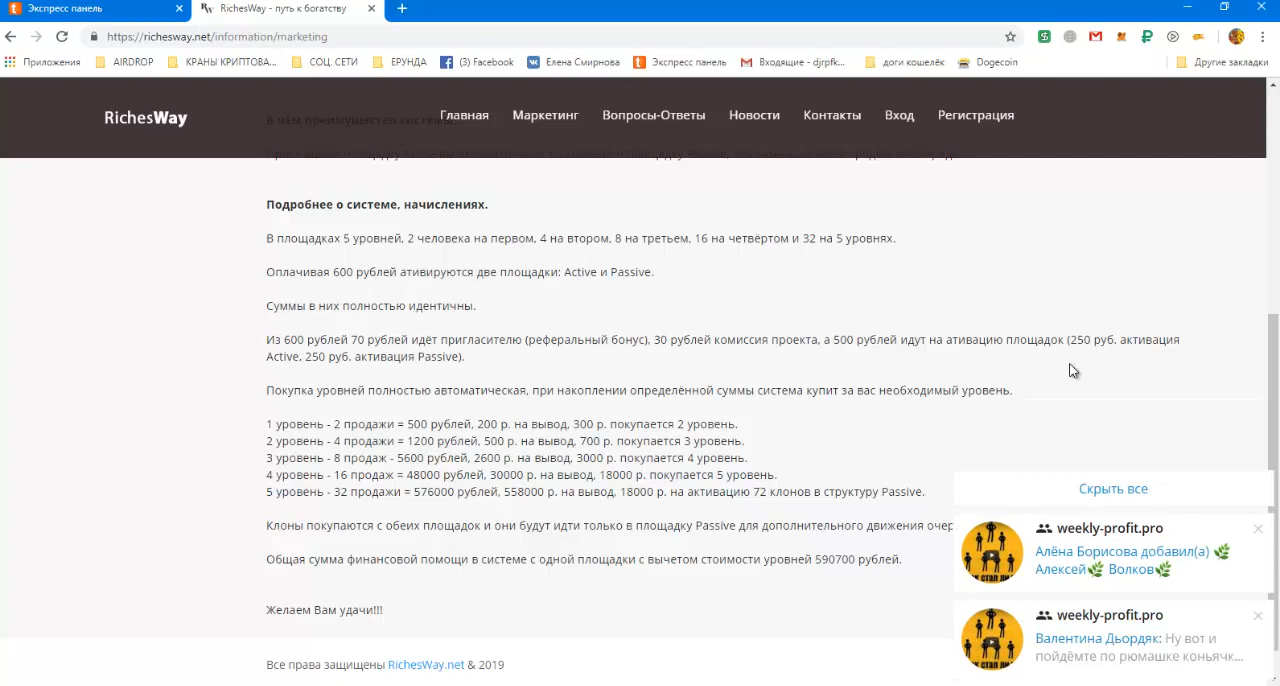 Экспресс панель
RichesWay - путь к богатству
https://richesway.net/information/marketing
Приложения
AIRDROP
КРАНЫ КРИПТОВА...
СОЦ. СЕТИ
ЕРУНДА
(3) Facebook
Елена Смирнова
Экспресс панель
Входящие - djrpfk...
доги кошелёк
Dogecoin
Другие закладки
RichesWay
Главная
Маркетинг
Вопросы-Ответы
Новости
Контакты
Вход
Регистрация
Подробнее о системе, начислениях.
В площадках 5 уровней, 2 человека на первом, 4 на втором, 8 на третьем, 16 на четвёртом и 32 на 5 уровнях.
Оплачивая 600 рублей ативируются две площадки: Active и Passive.
Суммы в них полностью идентичны.
Из 600 рублей 70 рублей идёт пригласителю (реферальный бонус), 30 рублей комиссия проекта, а 500 рублей идут на ативацию площадок (250 руб. активация
Active, 250 руб. активация Passive).
Покупка уровней полностью автоматическая, при накоплении определённой суммы система купит за вас необходимый уровень.
1 уровень - 2 продажи = 500 рублей, 200 р. на вывод, 300 р. покупается 2 уровень.
2 уровень - 4 продажи = 1200 рублей, 500 р. на вывод, 700 р. покупается 3 уровень.
3 уровень - 8 продаж - 5600 рублей, 2600 р. на вывод, 3000 р. покупается 4 уровень.
4 уровень - 16 продаж = 48000 рублей, 30000 р. на вывод, 18000 р. покупается 5 уровень.
5 уровень - 32 продажи = 576000 рублей, 558000 р. на вывод, 18000 р. на активацию 72 клонов в структуру Passive.
Клоны покупаются с обеих площадок и они будут идти только в площадку Passive для дополнительного движения очер
Общая сумма финансовой помощи в системе с одной площадки с вычетом стоимости уровней 590700 рублей.
Желаем Вам удачи!!!
Все права защищены RichesWay.net & 2019
Скрыть все
weekly-profit.pro
Алёна Борисова добавил(а) 🌿
Алексей🌿 Волков🌿
weekly-profit.pro
Валентина Дьордяк: Ну вот и
пойдёмте по рюмашке коньячк...